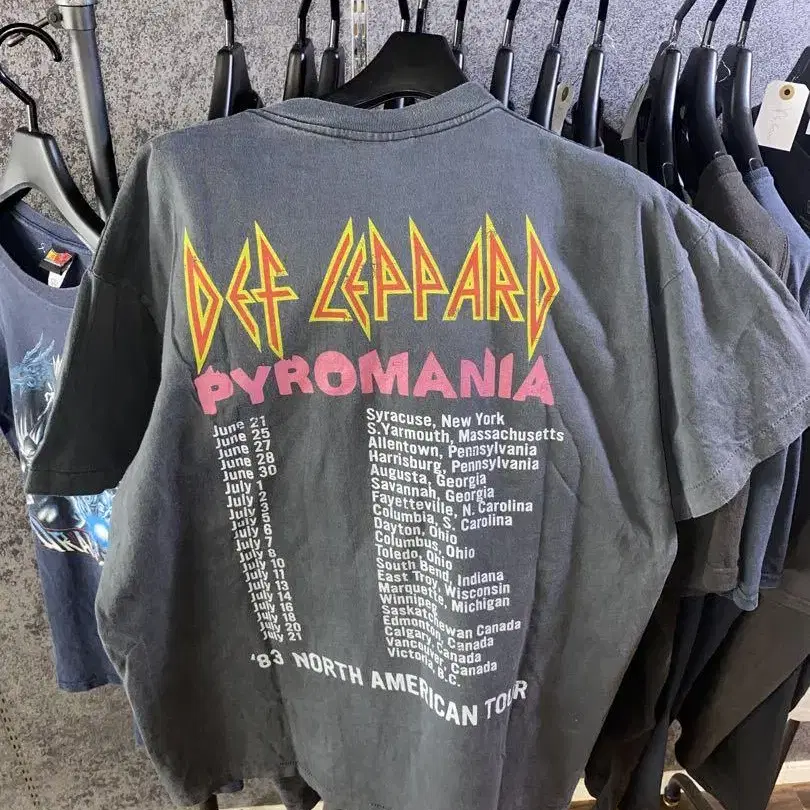 DEF LEPPARD
PYROMANIA
June 21 Syracuse, New York
June 25 S.Yarmouth, Massachusetts
June 27 Allentown, Pennsylvania
June 28 Harrisburg, Pennsylvania
June 30 Augusta, Georgia
July 1 Savannah, Georgia
July 2 Fayetteville, N. Carolina
July 3 Columbia, S. Carolina
July 5 Dayton, Ohio
July 6 Columbus, Ohio
July 7 Toledo, Ohio
July 8 South Bend, Indiana
July 10 East Troy, Wisconsin
July 11 Marquette, Michigan
July 13 Winnipeg
July 14 Saskatchewan Canada
July 16 Edmonton, Canada
July 18 Calgary, Canada
July 20 Vancouver, Canada
July 21 Victoria, B.C.
'83 NORTH AMERICAN TOUR